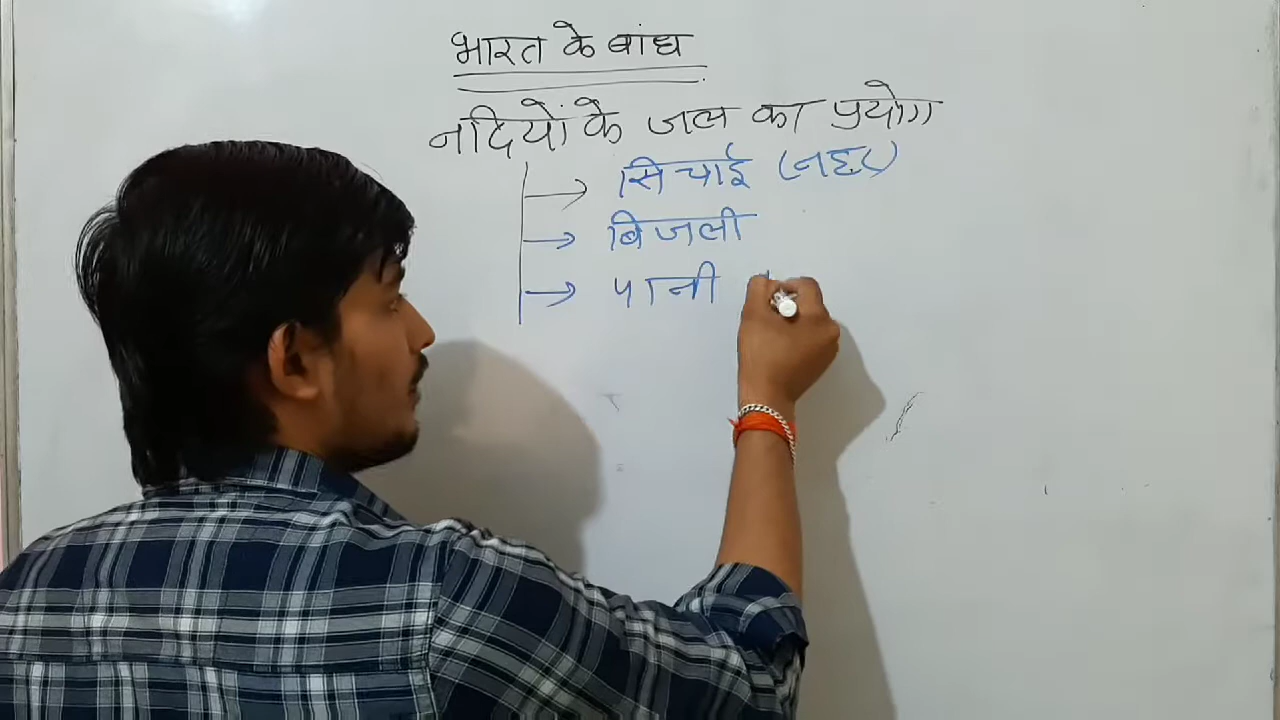 भारत के बांध
नदियों के जल का प्रयोग
→ सिचाई (नहर)
→ बिजली
→ पानी